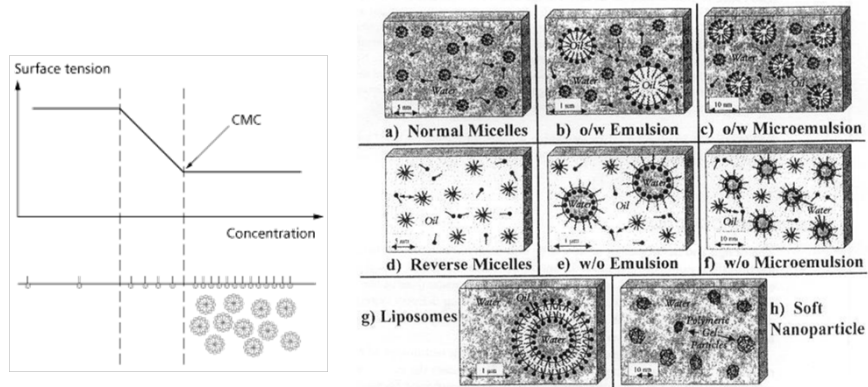 Surface tension
CMC
Concentration
Water
5 nm
a) Normal Micelles
Oil
Water
Oil
1 µm
b) o/w Emulsion
Water
Oil
10 nm
c) o/w Microemulsion
Oil
5 nm
d) Reverse Micelles
Water
Water
Oil
1 µm
e) w/o Emulsion
Oil
Water
10 nm
f) w/o Microemulsion
g) Liposomes
Water
Oil
Water
1 µm
Water
Polymeric
Gel
Particles
10 nm
h) Soft
Nanoparticle